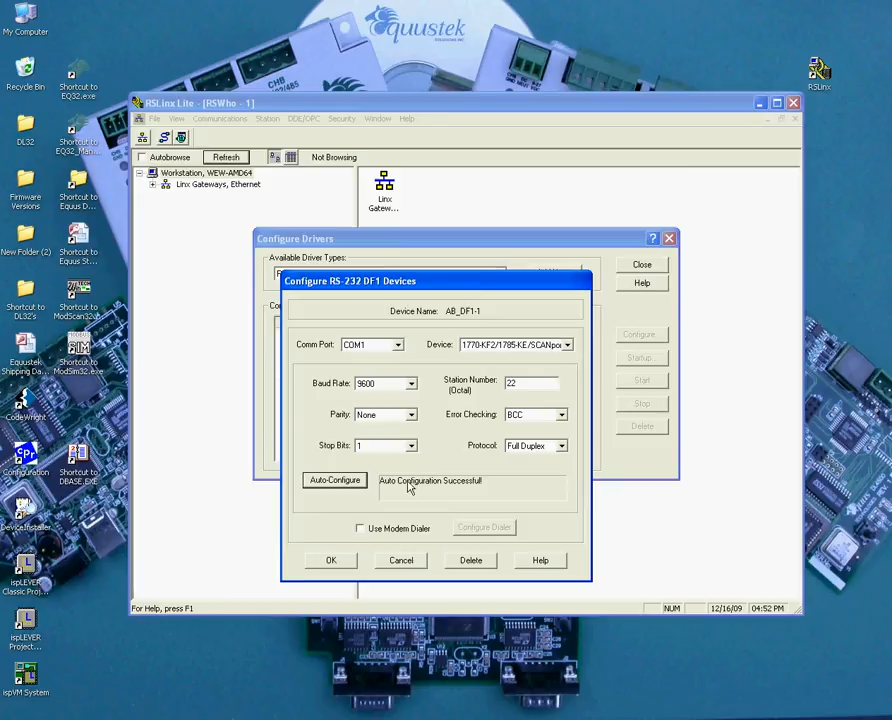 My Computer
Equustek
SOLUTIONS INC.
CHB
Recycle Bin
Shortcut to
EQ32.exe
RSLinx
RSLinx Lite - [RSWho - 1]
File View Communications Station DDE/OPC Security Window Help
DL32
Shortcut to
EQ32_Man...
Autobrowse
Refresh
Not Browsing
Workstation, WEW-AMD64
Linx Gateways, Ethernet
Linx
Gatew...
Firmware
Versions
Shortcut to
Equus D...
Configure Drivers
New Folder (2)
Shortcut to
Equus St...
Available Driver Types:
Close
Help
Configure RS-232 DF1 Devices
Shortcut to
DL32's
Shortcut to
ModScan32...
Device Name: AB_DF1-1
Comm Port: COM1
Device: 1770-KF2/1785-KE/SCANpor
Configure...
Startup...
Start
Stop
Delete
Equustek
Shipping Da...
Shortcut to
ModSim32.exe
Baud Rate: 9600
Station Number:
(Octal)
22
Parity: None
Error Checking: BCC
Stop Bits: 1
Protocol: Full Duplex
CodeWright
Configuration
Shortcut to
DBASE.EXE
Auto-Configure
Auto Configuration Successful!
DeviceInstaller
Use Modem Dialer
Configure Dialer
OK
Cancel
Delete
Help
ispLEVER
Classic Proj...
For Help, press F1
NUM
12/16/09
04:52 PM
ispLEVER
Project...
ispVM System